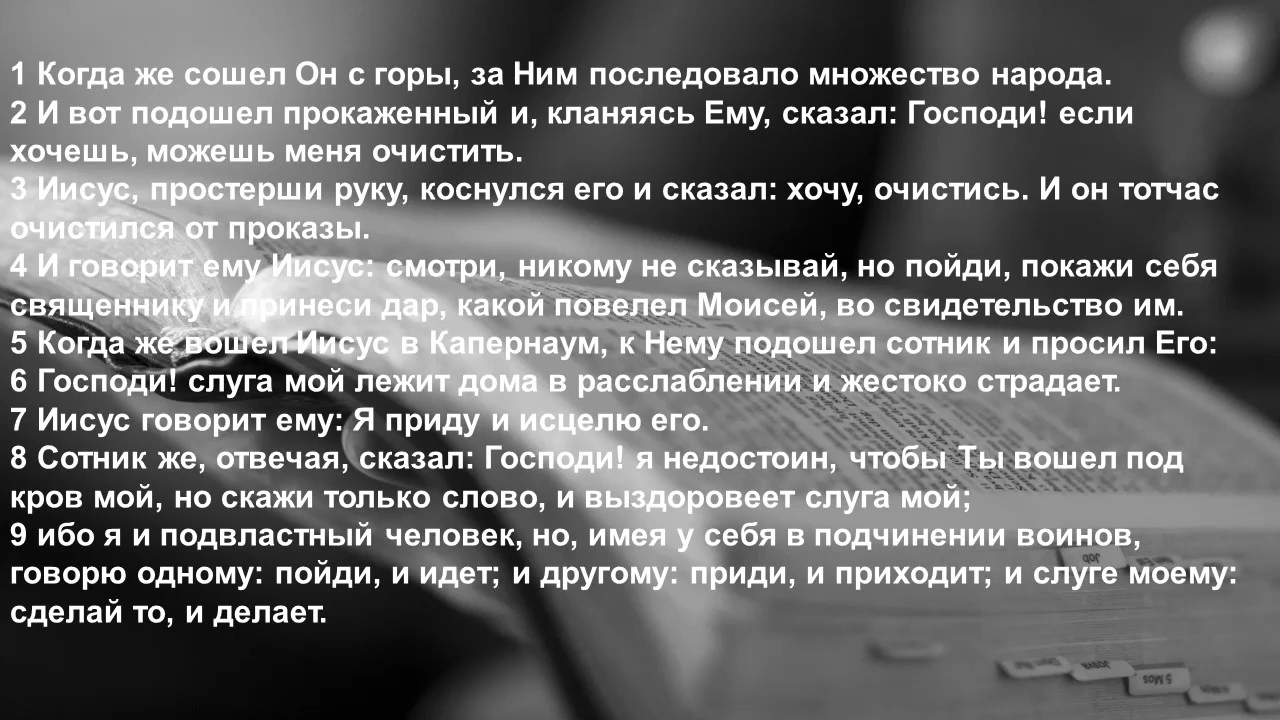 1 Когда же сошел Он с горы, за Ним последовало множество народа.
2 И вот подошел прокаженный и, кланяясь Ему, сказал: Господи! если
хочешь, можешь меня очистить.
3 Иисус, простерши руку, коснулся его и сказал: хочу, очистись. И он тотчас
очистился от проказы.
4 И говорит ему Иисус: смотри, никому не сказывай, но пойди, покажи себя
священнику и принеси дар, какой повелел Моисей, во свидетельство им.
5 Когда же вошел Иисус в Капернаум, к Нему подошел сотник и просил Его:
6 Господи! слуга мой лежит дома в расслаблении и жестоко страдает.
7 Иисус говорит ему: Я приду и исцелю его.
8 Сотник же, отвечая, сказал: Господи! я недостоин, чтобы Ты вошел под
кров мой, но скажи только слово, и выздоровеет слуга мой;
9 ибо я и подвластный человек, но, имея у себя в подчинении воинов,
говорю одному: пойди, и идет; и другому: приди, и приходит; и слуге моему:
сделай то, и делает.
Job
Josva
5 Mos